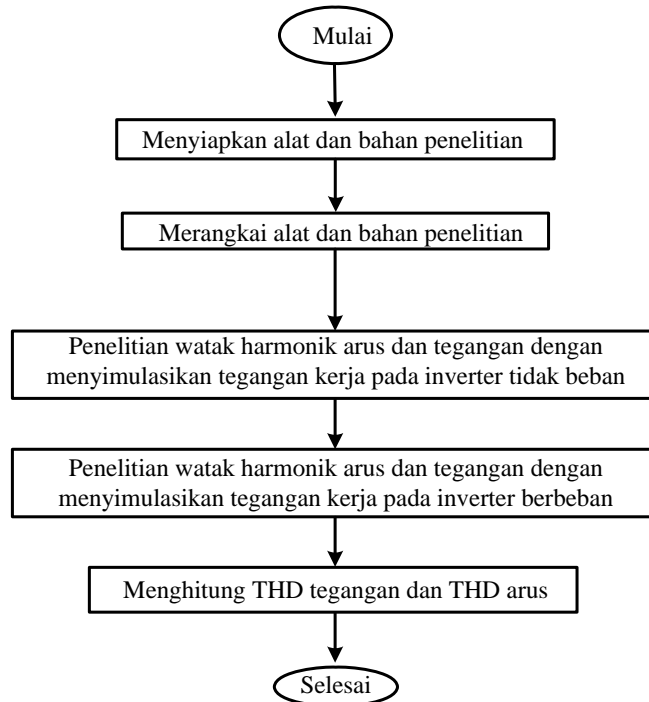 Mulai
Menyiapkan alat dan bahan penelitian
Merangkai alat dan bahan penelitian
Penelitian watak harmonik arus dan tegangan dengan
menyimulasikan tegangan kerja pada inverter tidak beban
Penelitian watak harmonik arus dan tegangan dengan
menyimulasikan tegangan kerja pada inverter berbeban
Menghitung THD tegangan dan THD arus
Selesai